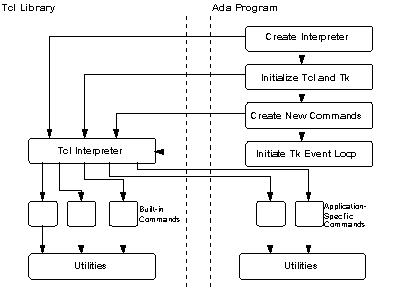 Tcl Library
Ada Program
Create Interpreter
Initialize Tcl and Tk
Create New Commands
Tcl Interpreter
Initiate Tk Event Loop
Built-in
Commands
Application-
Specific
Commands
Utilities
Utilities